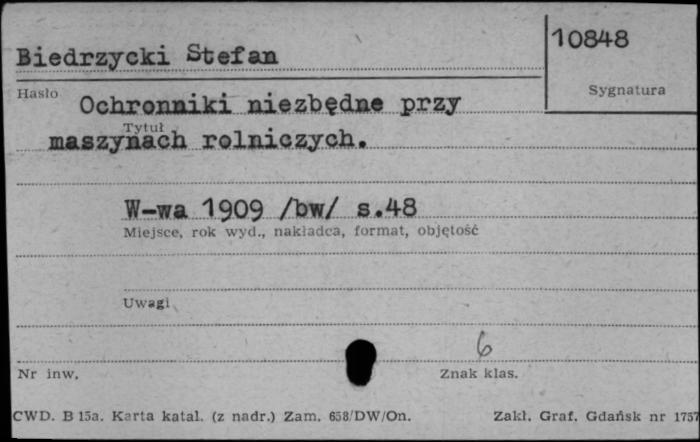 10848
Biedrzycki Stefan
Sygnatura
Hasło
Ochronniki niezbędne przy
Tytuł
maszynach rolniczych.
W-wa 1909 /bw/ s.48
Miejsce, rok wyd., nakładca, format, objętość
Uwagi
6
Nr inw.
Znak klas.
CWD. B 15a. Karta katal. (z nadr.) Zam. 658/DW/On.
Zakł. Graf. Gdańsk nr 1757